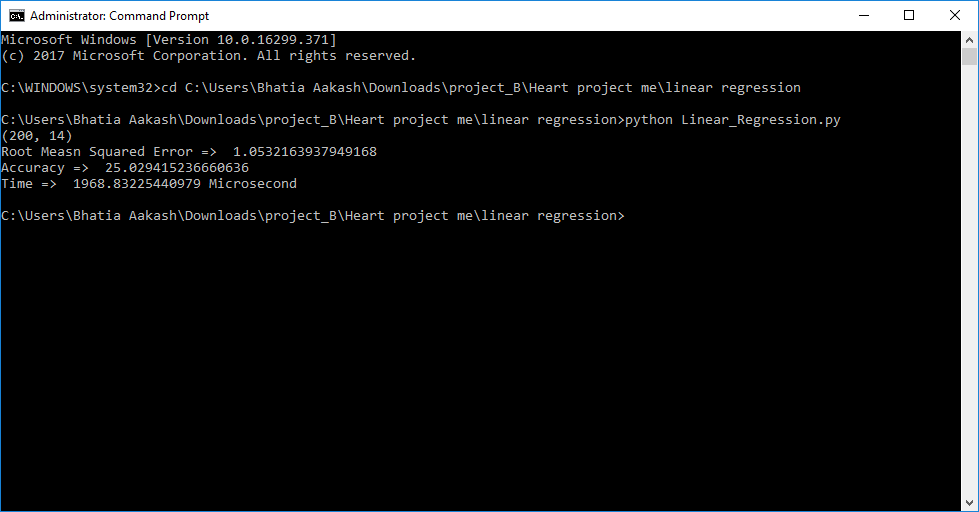 Administrator: Command Prompt
Microsoft Windows [Version 10.0.16299.371]
(c) 2017 Microsoft Corporation. All rights reserved.
C:\WINDOWS\system32>cd C:\Users\Bhatia Aakash\Downloads\project_B\Heart project me\linear regression
C:\Users\Bhatia Aakash\Downloads\project_B\Heart project me\linear regression>python Linear_Regression.py
(200, 14)
Root Measn Squared Error =>  1.0532163937949168
Accuracy =>  25.029415236660636
Time =>  1968.83225440979 Microsecond
C:\Users\Bhatia Aakash\Downloads\project_B\Heart project me\linear regression>